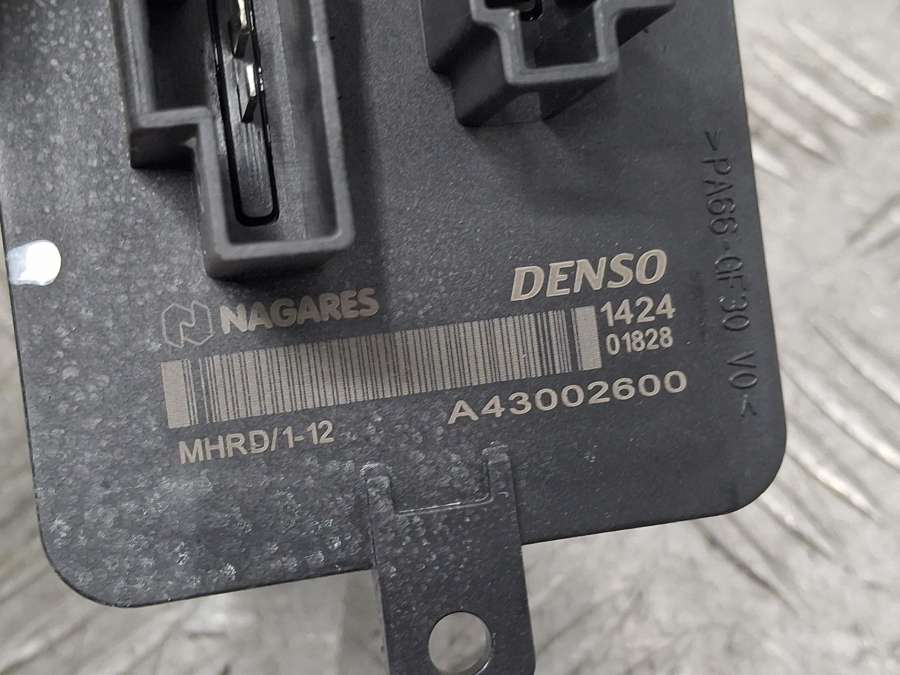 NAGARES
DENSO
1424
01828
MHRD/1-12
A43002600
>PA66-GF30 V0<